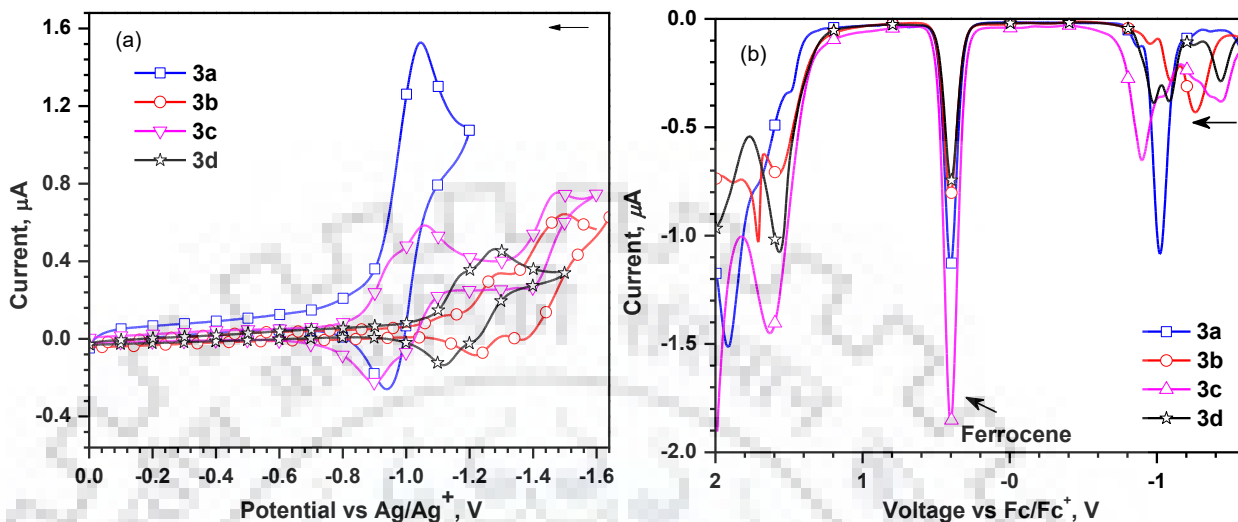 (a)
3a
3b
3c
3d
1.6
1.2
0.8
0.4
0.0
-0.4
Current, μA
0.0 -0.2 -0.4 -0.6 -0.8 -1.0 -1.2 -1.4 -1.6
Potential vs Ag/Ag+, V
(b)
0.0
-0.5
-1.0
-1.5
-2.0
Current, μA
Ferrocene
3a
3b
3c
3d
2 1 0 -1
Voltage vs Fc/Fc+, V